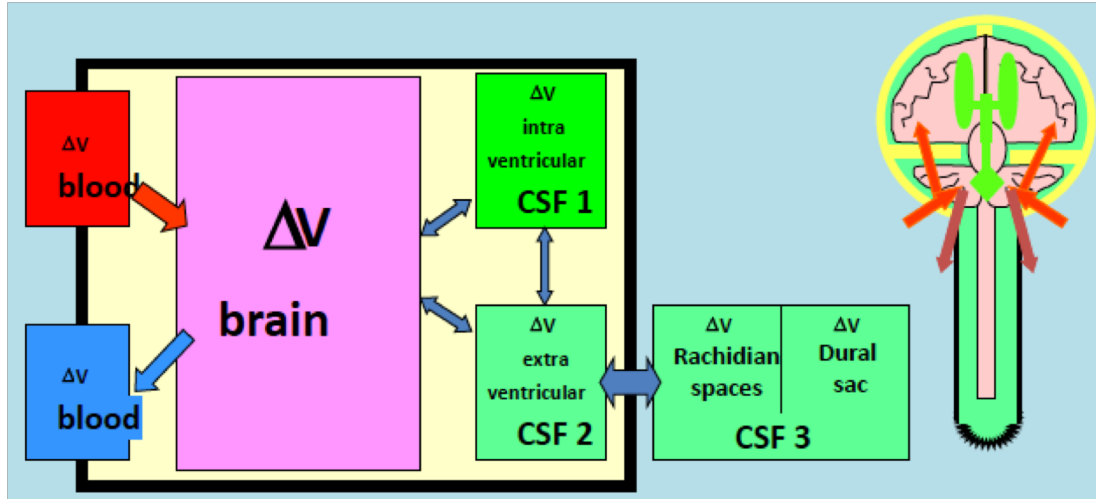 ΔV
blood
ΔV
blood
ΔV
brain
ΔV
intra
ventricular
CSF 1
ΔV
extra
ventricular
CSF 2
ΔV
Rachidian
spaces
ΔV
Dural
sac
CSF 3